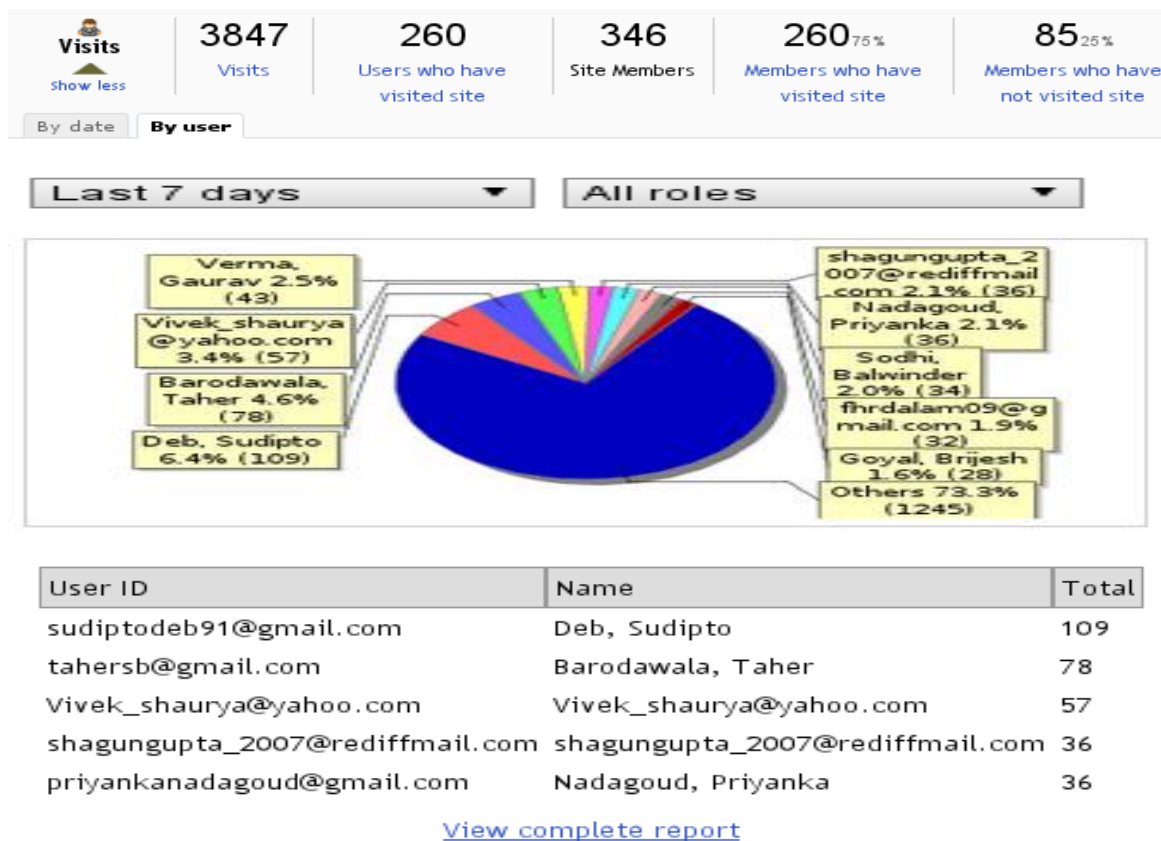 Visits
Show less
3847
Visits
260
Users who have
visited site
346
Site Members
260 75%
Members who have
visited site
85 25%
Members who have
not visited site
By date
By user
Last 7 days
All roles
Verma,
Gaurav 2.5%
(43)
Vivek_shaurya
@yahoo.com
3.4% (57)
Barodawala,
Taher 4.6%
(78)
Deb, Sudipto
6.4% (109)
shagungupta_2
007@rediffmail
com 2.1% (36)
Nadagoud,
Priyanka 2.1%
(36)
Sodhi,
Balwinder
2.0% (34)
fhrdalam09@g
mail.com 1.9%
(32)
Goyal, Brijesh
1.6% (28)
Others 73.3%
(1245)
User ID Name Total
sudiptodeb91@gmail.com Deb, Sudipto 109
tahersb@gmail.com Barodawala, Taher 78
Vivek_shaurya@yahoo.com Vivek_shaurya@yahoo.com 57
shagungupta_2007@rediffmail.com shagungupta_2007@rediffmail.com 36
priyankanadagoud@gmail.com Nadagoud, Priyanka 36
View complete report